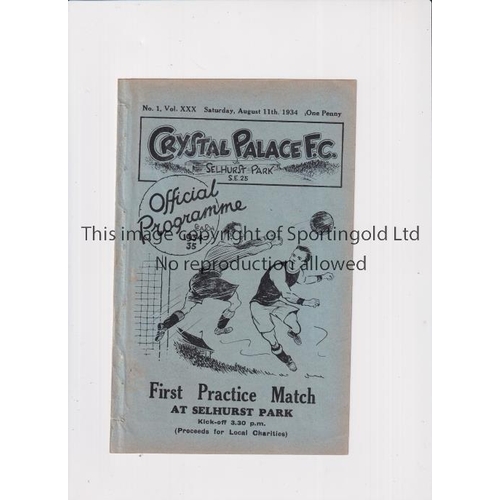 No. 1, Vol. XXX Saturday, August 11th. 1934 ,One Penny
CRYSTAL PALACE F.C.
SELHURST PARK
S.E.25
Official
Programme
1934
35
This image copyright of Sportingold Ltd
No reproduction allowed
First Practice Match
AT SELHURST PARK
Kick-off 3.30 p.m.
(Proceeds for Local Charities)